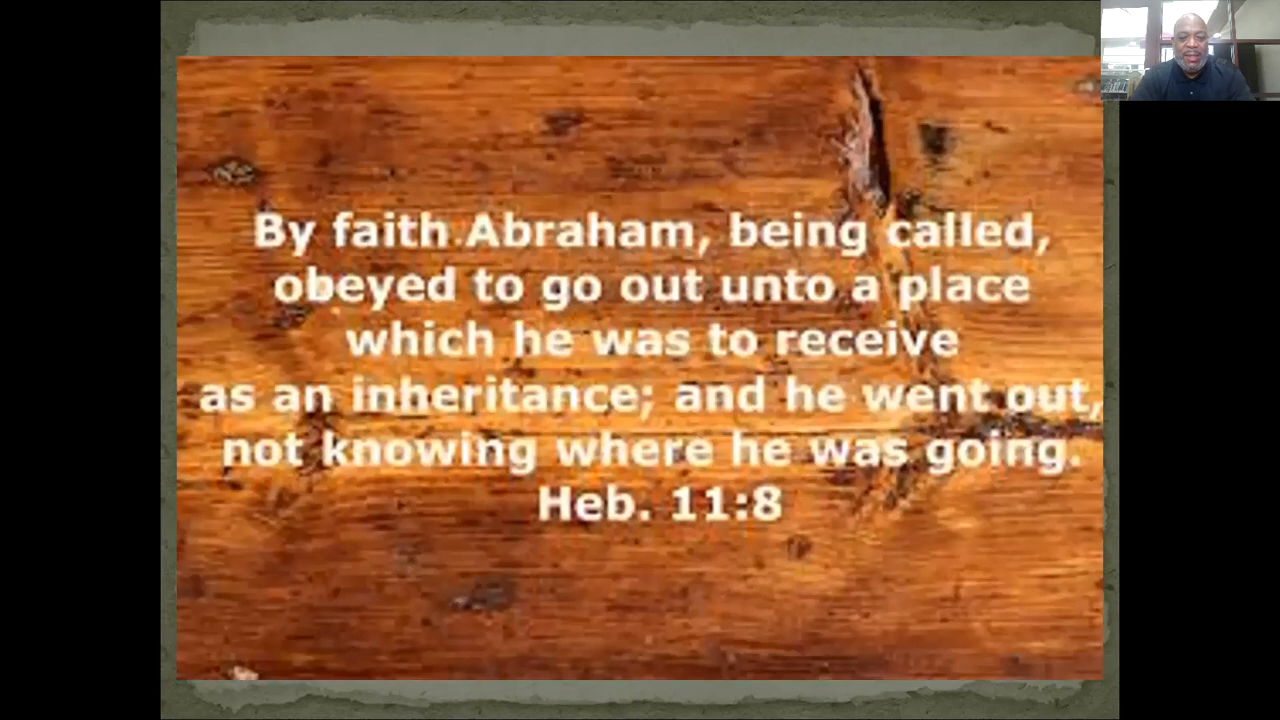 By faith Abraham, being called,
obeyed to go out unto a place
which he was to receive
as an inheritance; and he went out,
not knowing where he was going.
Heb. 11:8